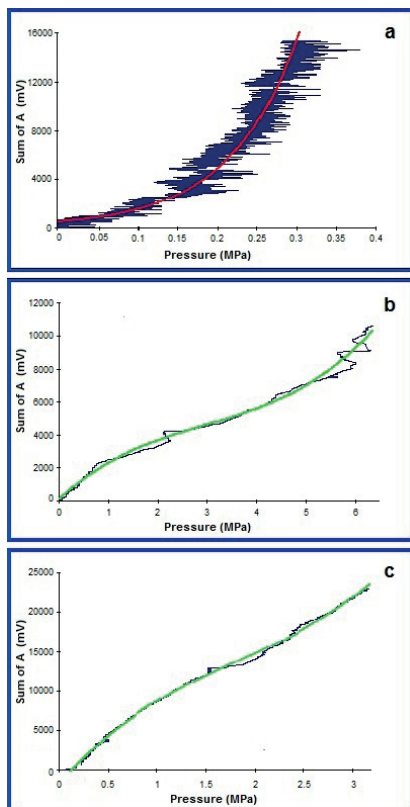 a
16000
12000
8000
4000
0
Sum of A (mV)
0 0.05 0.1 0.15 0.2 0.25 0.3 0.35 0.4
Pressure (MPa)
b
12000
10000
8000
6000
4000
2000
0
Sum of A (mV)
0 1 2 3 4 5 6
Pressure (MPa)
c
25000
20000
15000
10000
5000
0
Sum of A (mV)
0 0.5 1 1.5 2 2.5 3
Pressure (MPa)